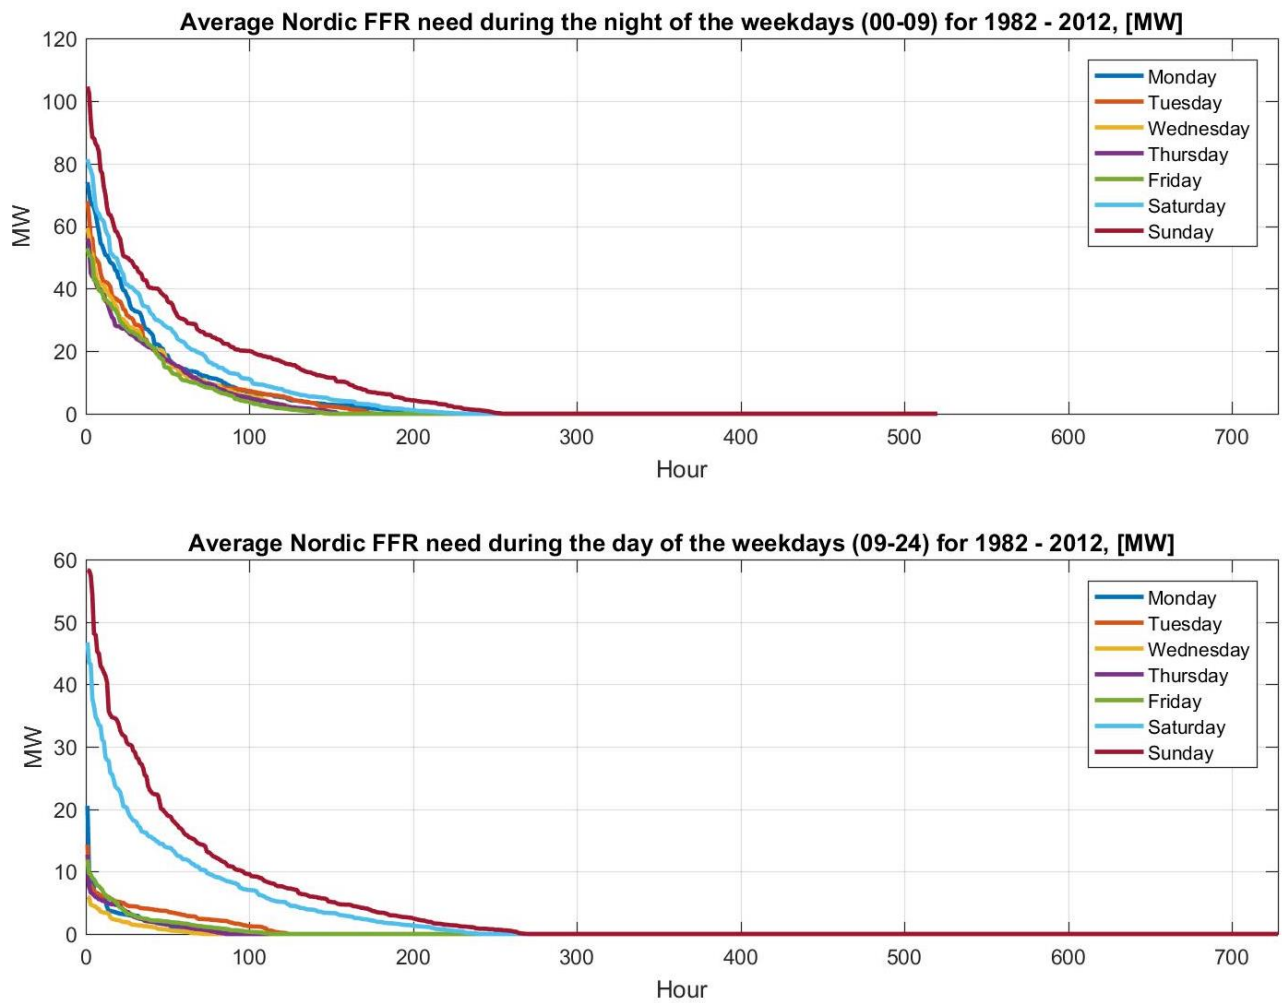 Average Nordic FFR need during the night of the weekdays (00-09) for 1982 - 2012, [MW]
120
100
80
60
40
20
0
MW
Monday
Tuesday
Wednesday
Thursday
Friday
Saturday
Sunday
0 100 200 300 400 500 600 700
Hour
Average Nordic FFR need during the day of the weekdays (09-24) for 1982 - 2012, [MW]
60
50
40
30
20
10
0
MW
Monday
Tuesday
Wednesday
Thursday
Friday
Saturday
Sunday
0 100 200 300 400 500 600 700
Hour